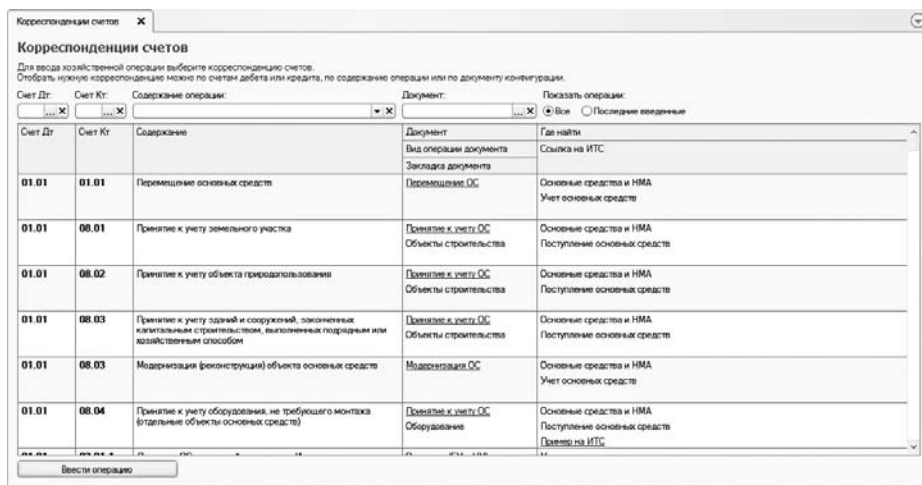 Корреспонденции счетов
Корреспонденции счетов
Для ввода хозяйственной операции выберите корреспонденцию счетов.
Отобрать нужную корреспонденцию можно по счетам дебета или кредита, по содержанию операции или по документу конфигурации.
Счет Дт: Счет Кт: Содержание операции: Документ: Показать операции:
Все Последние введенные
Счет Дт Счет Кт Содержание Документ Где найти
Вид операции документа Ссылка на ИТС
Закладка документа
01.01 01.01 Перемещение основных средств Перемещение ОС Основные средства и НМА
Учет основных средств
01.01 08.01 Принятие к учету земельного участка Принятие к учету ОС Основные средства и НМА
Объекты строительства Поступление основных средств
01.01 08.02 Принятие к учету объекта природопользования Принятие к учету ОС Основные средства и НМА
Объекты строительства Поступление основных средств
01.01 08.03 Принятие к учету зданий и сооружений, законченных Принятие к учету ОС Основные средства и НМА
капитальным строительством, выполненных подрядным или Объекты строительства Поступление основных средств
хозяйственным способом
01.01 08.03 Модернизация (реконструкция) объекта основных средств Модернизация ОС Основные средства и НМА
Учет основных средств
01.01 08.04 Принятие к учету оборудования, не требующего монтажа Принятие к учету ОС Основные средства и НМА
(отдельные объекты основных средств) Оборудование Поступление основных средств
Пример на ИТС
Ввести операцию